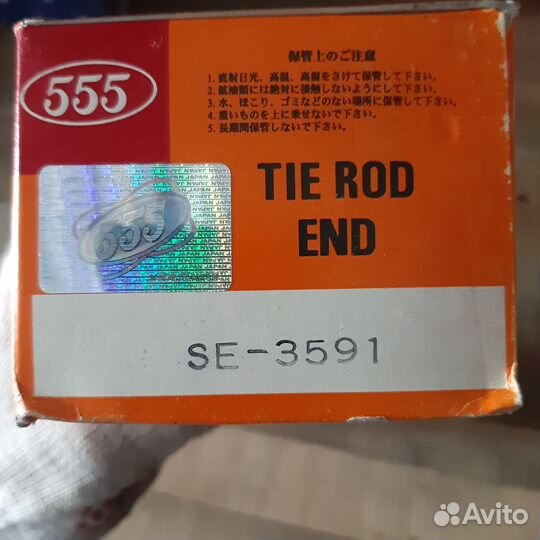 555
保管上のご注意
1. 直射日光、高温、高湿をさけて保管して下さい。
2. 鉱油類には絶対に接触しないようにして下さい。
3. 水、ほこり、ゴミなどのない場所に保管して下さい。
4. 重いものを上に乗せないで下さい。
5. 長期間保管しないで下さい。
555
TIE ROD
END
SE-3591
Avito